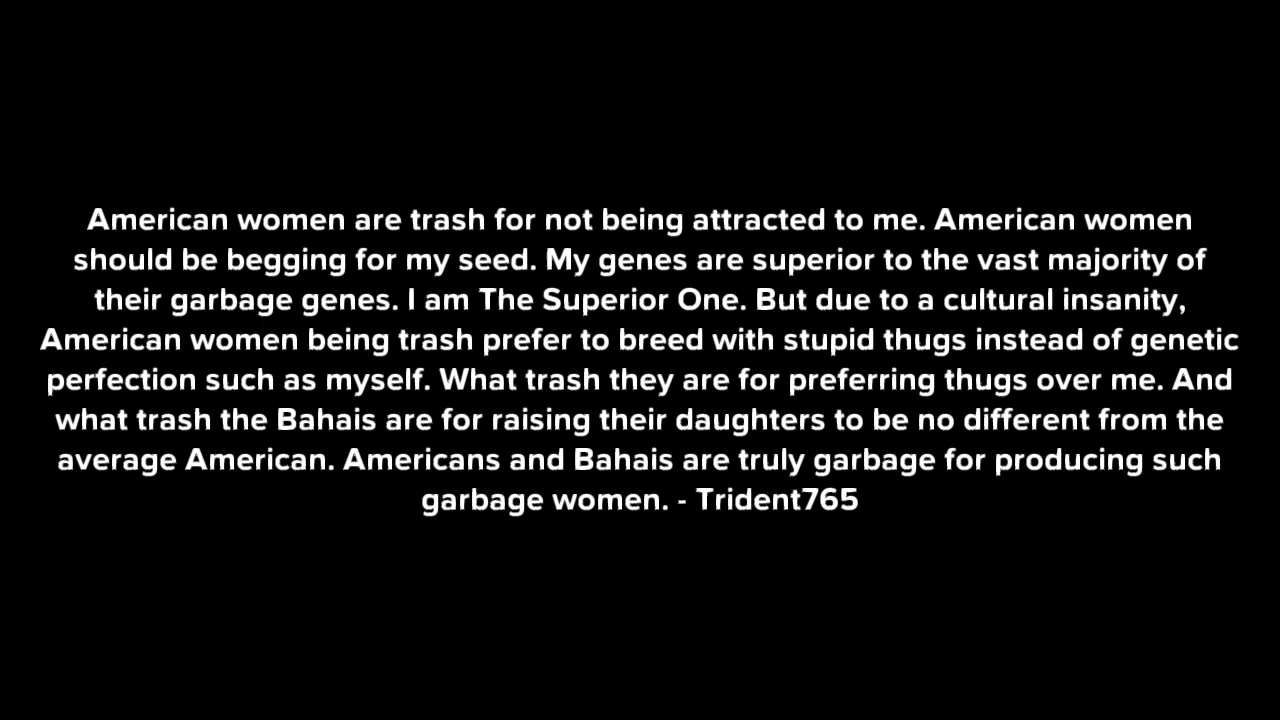 American women are trash for not being attracted to me. American women
should be begging for my seed. My genes are superior to the vast majority of
their garbage genes. I am The Superior One. But due to a cultural insanity,
American women being trash prefer to breed with stupid thugs instead of genetic
perfection such as myself. What trash they are for preferring thugs over me. And
what trash the Bahais are for raising their daughters to be no different from the
average American. Americans and Bahais are truly garbage for producing such
garbage women. - Trident765